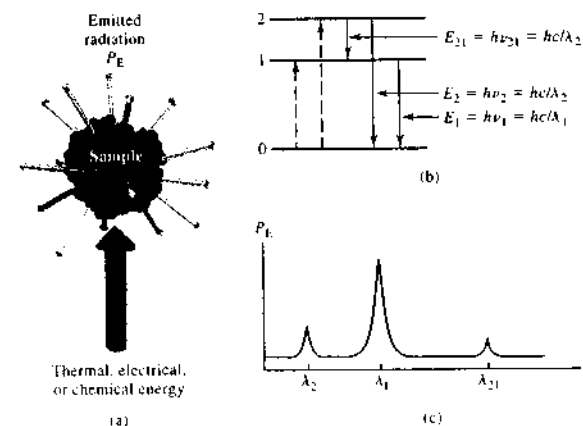 Emitted
radiation
P_E
Sample
Thermal, electrical,
or chemical energy
(a)
2
1
0
E_21 = hν_21 = hc/λ_2
E_2 = hν_2 = hc/λ_2
E_1 = hν_1 = hc/λ_1
(b)
P_E
λ_2
λ_1
λ_21
(c)